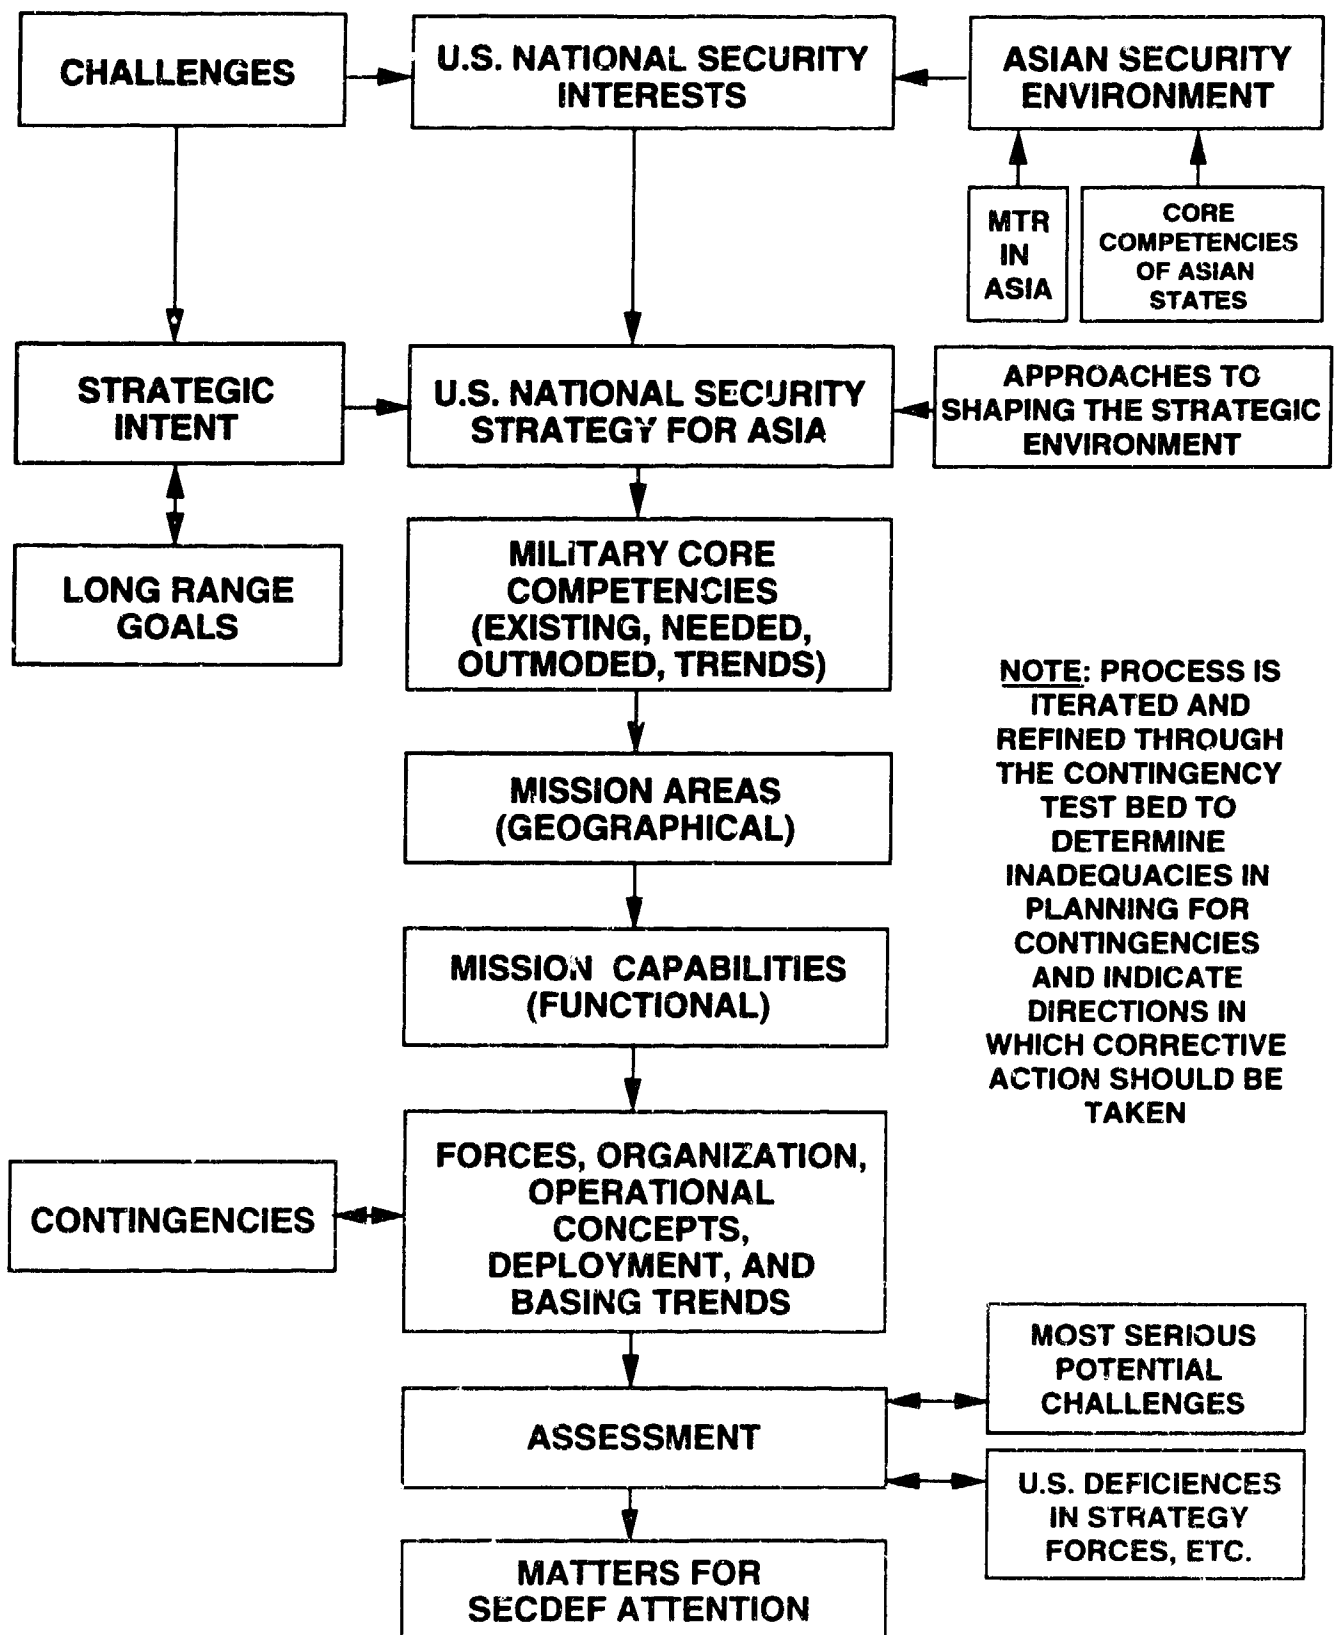 CHALLENGES
U.S. NATIONAL SECURITY
INTERESTS
ASIAN SECURITY
ENVIRONMENT
MTR
IN
ASIA
CORE
COMPETENCIES
OF ASIAN
STATES
STRATEGIC
INTENT
U.S. NATIONAL SECURITY
STRATEGY FOR ASIA
APPROACHES TO
SHAPING THE STRATEGIC
ENVIRONMENT
LONG RANGE
GOALS
MILITARY CORE
COMPETENCIES
(EXISTING, NEEDED,
OUTMODED, TRENDS)
MISSION AREAS
(GEOGRAPHICAL)
MISSION CAPABILITIES
(FUNCTIONAL)
NOTE: PROCESS IS
ITERATED AND
REFINED THROUGH
THE CONTINGENCY
TEST BED TO
DETERMINE
INADEQUACIES IN
PLANNING FOR
CONTINGENCIES
AND INDICATE
DIRECTIONS IN
WHICH CORRECTIVE
ACTION SHOULD BE
TAKEN
CONTINGENCIES
FORCES, ORGANIZATION,
OPERATIONAL
CONCEPTS,
DEPLOYMENT, AND
BASING TRENDS
MOST SERIOUS
POTENTIAL
CHALLENGES
ASSESSMENT
U.S. DEFICIENCES
IN STRATEGY
FORCES, ETC.
MATTERS FOR
SECDEF ATTENTION